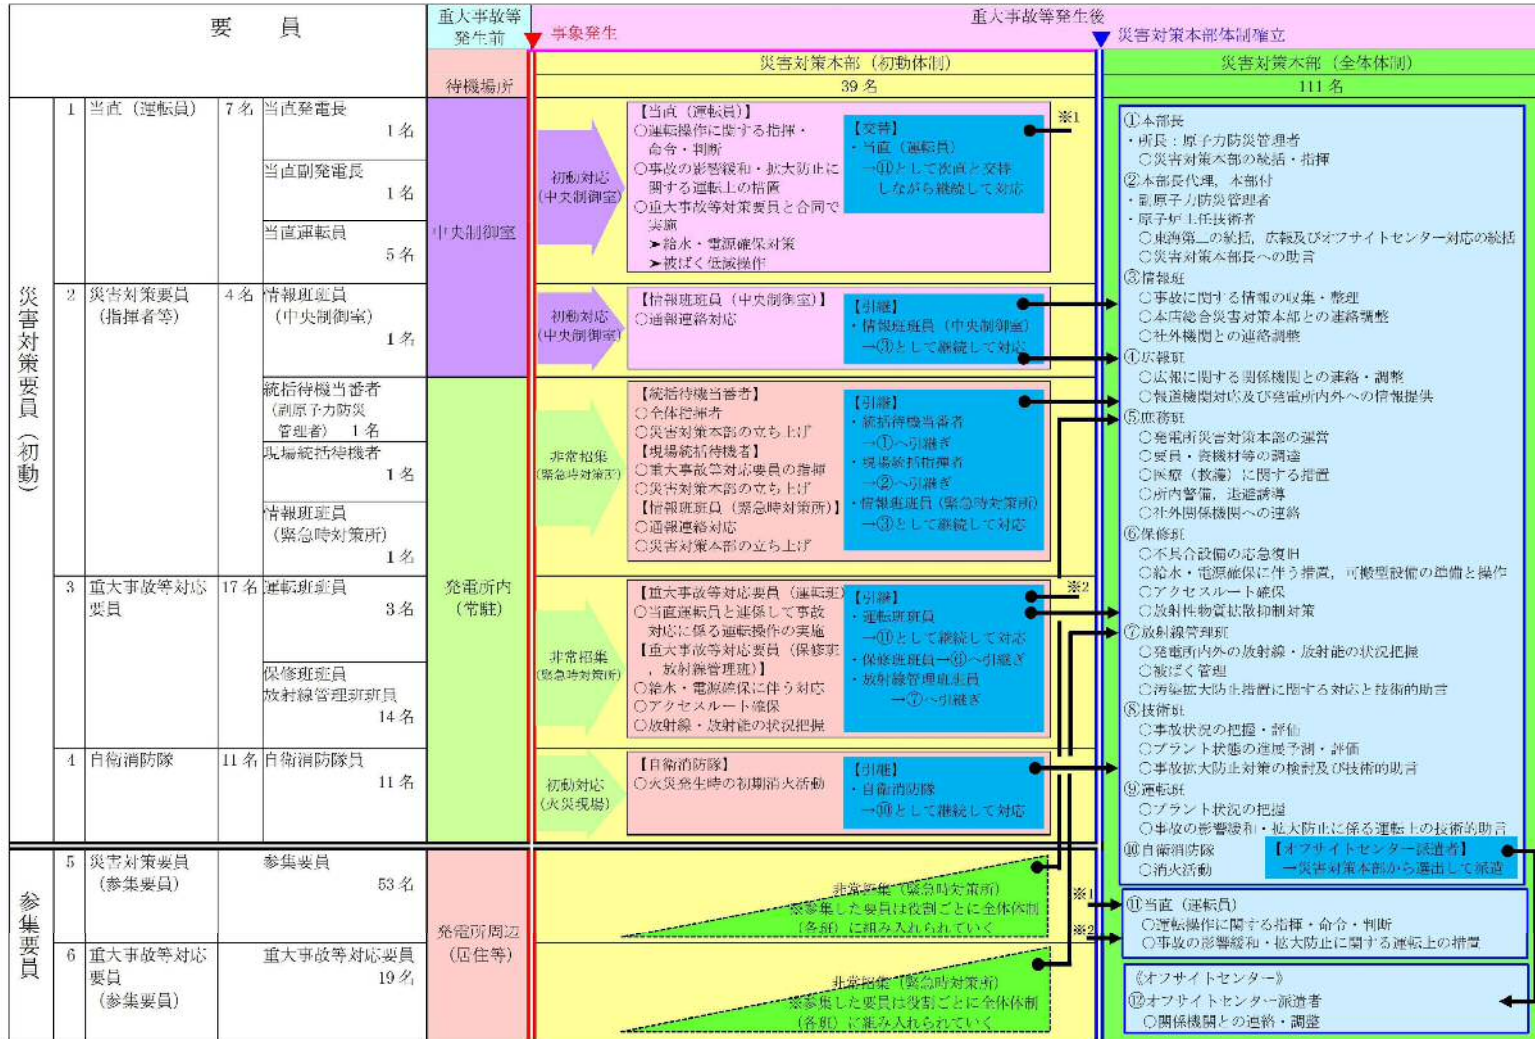 要員
重大事故等
発生前
重大事故等発生後
事象発生
災害対策本部体制確立
待機場所
災害対策本部（初動体制）
39名
災害対策本部（全体体制）
111名
災害対策要員（初動）
1 当直（運転員） 7名 当直発電長
1名
当直副発電長
1名
当直運転員
5名
中央制御室
初動対応
(中央制御室)
【当直（運転員）】
○運転操作に関する指揮・
命令・判断
○事故の影響緩和・拡大防止に
関する運転上の措置
○重大事故等対策要員と合同で
実施
➤給水・電源確保対策
➤被ばく低減操作
【交替】
・当直（運転員）
→⑪として次直と交替
しながら継続して対応
※1
2 災害対策要員 4名 情報班班員
（指揮者等）
（中央制御室）
1名
初動対応
(中央制御室)
【情報班班員（中央制御室）】
○通報連絡対応
【引継】
・情報班班員（中央制御室）
→③として継続して対応
統括待機当番者
（副原子力防災
管理者） 1名
現場統括待機者
1名
情報班班員
（緊急時対策所）
1名
発電所内
（常駐）
非常招集
(緊急時対策所)
【統括待機当番者】
○全体指揮者
○災害対策本部の立ち上げ
【現場統括待機者】
○重大事故等対応要員の指揮
○災害対策本部の立ち上げ
【情報班班員（緊急時対策所）】
○通報連絡対応
○災害対策本部の立ち上げ
【引継】
・統括待機当番者
→①へ引継ぎ
・現場統括指揮者
→②へ引継ぎ
・情報班班員（緊急時対策所）
→③として継続して対応
3 重大事故等対応 17名 運転班班員
要員
3名
保修班班員
放射線管理班班員
14名
非常招集
(緊急時対策所)
【重大事故等対応要員（運転班）】
○当直運転員と連係して事故
対応に係る運転操作の実施
【重大事故等対応要員（保修班
，放射線管理班）】
○給水・電源確保に伴う対応
○アクセスルート確保
○放射線・放射能の状況把握
【引継】
・運転班班員
→⑪として継続して対応
・保修班班員→⑥へ引継ぎ
・放射線管理班班員
→⑦へ引継ぎ
※2
4 自衛消防隊 11名 自衛消防隊員
11名
初動対応
(火災現場)
【自衛消防隊】
○火災発生時の初期消火活動
【引継】
・自衛消防隊
→⑩として継続して対応
参集要員
5 災害対策要員 参集要員
（参集要員）
53名
発電所周辺
（居住等）
非常招集（緊急時対策所）
※参集した要員は役割ごとに全体体制
（各班）に組み入れられていく
※1
※2
6 重大事故等対応 重大事故等対応要員
要員
19名
（参集要員）
非常招集（緊急時対策所）
※参集した要員は役割ごとに全体体制
（各班）に組み入れられていく
①本部長
・所長：原子力防災管理者
○災害対策本部の統括・指揮
②本部長代理，本部付
・副原子力防災管理者
・原子炉主任技術者
○東海第二の統括，広報及びオフサイトセンター対応の統括
○災害対策本部長への助言
③情報班
○事故に関する情報の収集・整理
○本店総合災害対策本部との連絡調整
○社外機関との連絡調整
④広報班
○広報に関する関係機関との連絡・調整
○報道機関対応及び発電所内外への情報提供
⑤庶務班
○発電所災害対策本部の運営
○要員・資機材等の調達
○医療（救護）に関する措置
○所内警備，退避誘導
○社外関係機関への連絡
⑥保修班
○不具合設備の応急復旧
○給水・電源確保に伴う措置，可搬型設備の準備と操作
○アクセスルート確保
○放射性物質拡散抑制対策
⑦放射線管理班
○発電所内外の放射線・放射能の状況把握
○被ばく管理
○汚染拡大防止措置に関する対応と技術的助言
⑧技術班
○事故状況の把握・評価
○プラント状態の進展予測・評価
○事故拡大防止対策の検討及び技術的助言
⑨運転班
○プラント状況の把握
○事故の影響緩和・拡大防止に係る運転上の技術的助言
⑩自衛消防隊
○消火活動
【オフサイトセンター派遣者】
→災害対策本部から選出して派遣
⑪当直（運転員）
○運転操作に関する指揮・命令・判断
○事故の影響緩和・拡大防止に関する運転上の措置
《オフサイトセンター》
⑫オフサイトセンター派遣者
○関係機関との連絡・調整